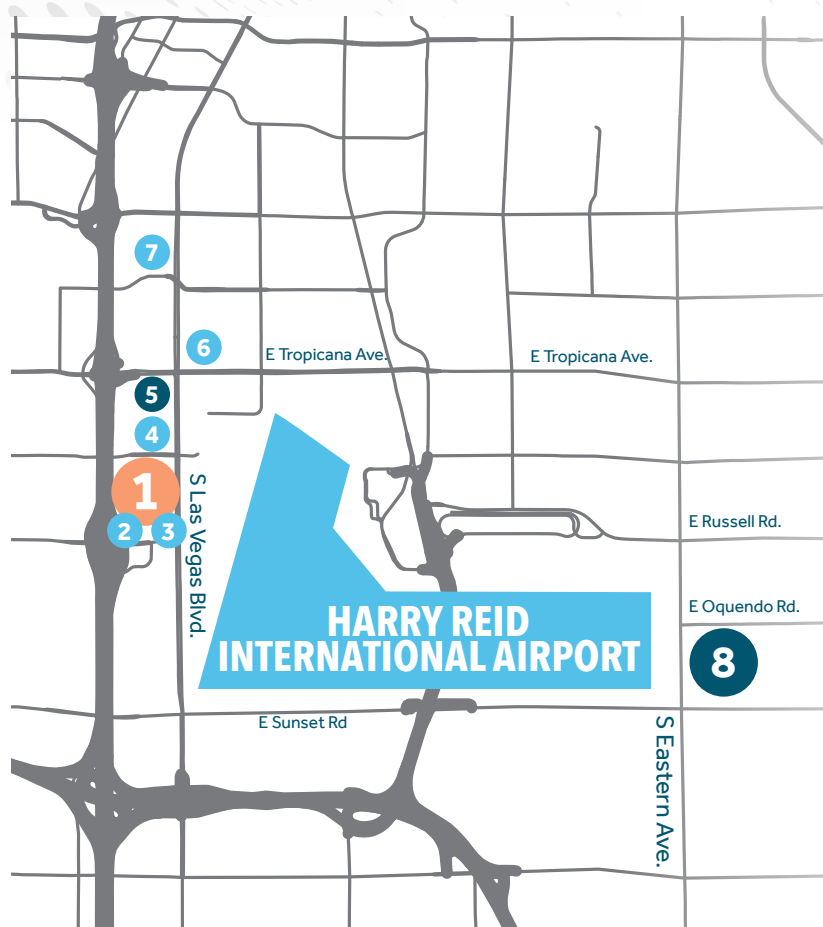 7
6
E Tropicana Ave.
E Tropicana Ave.
5
4
1
2
3
S Las Vegas Blvd.
E Russell Rd.
E Oquendo Rd.
HARRY REID
INTERNATIONAL AIRPORT
8
E Sunset Rd
S Eastern Ave.